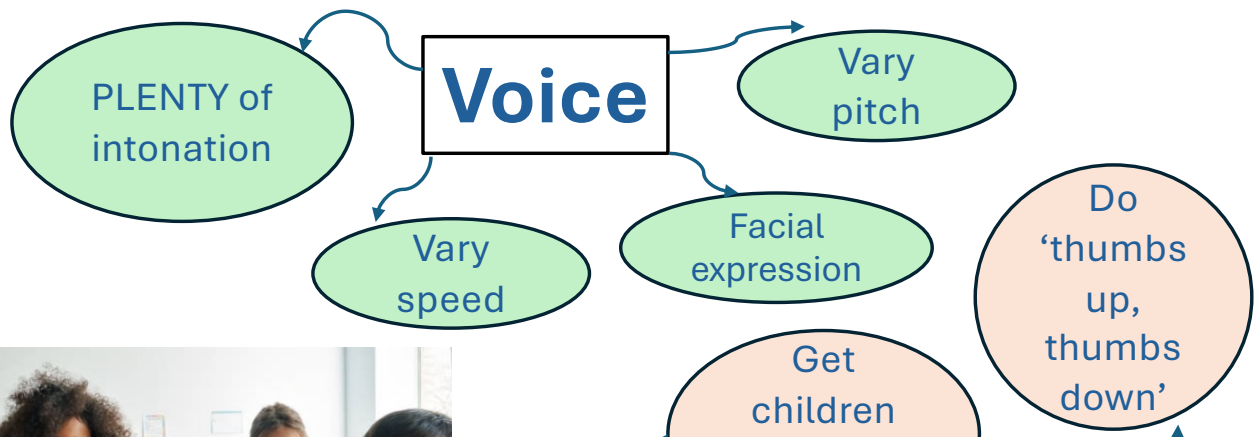 PLENTY of
intonation
Voice
Vary
pitch
Vary
speed
Facial
expression
Do
‘thumbs
up,
thumbs
down’
Get
children